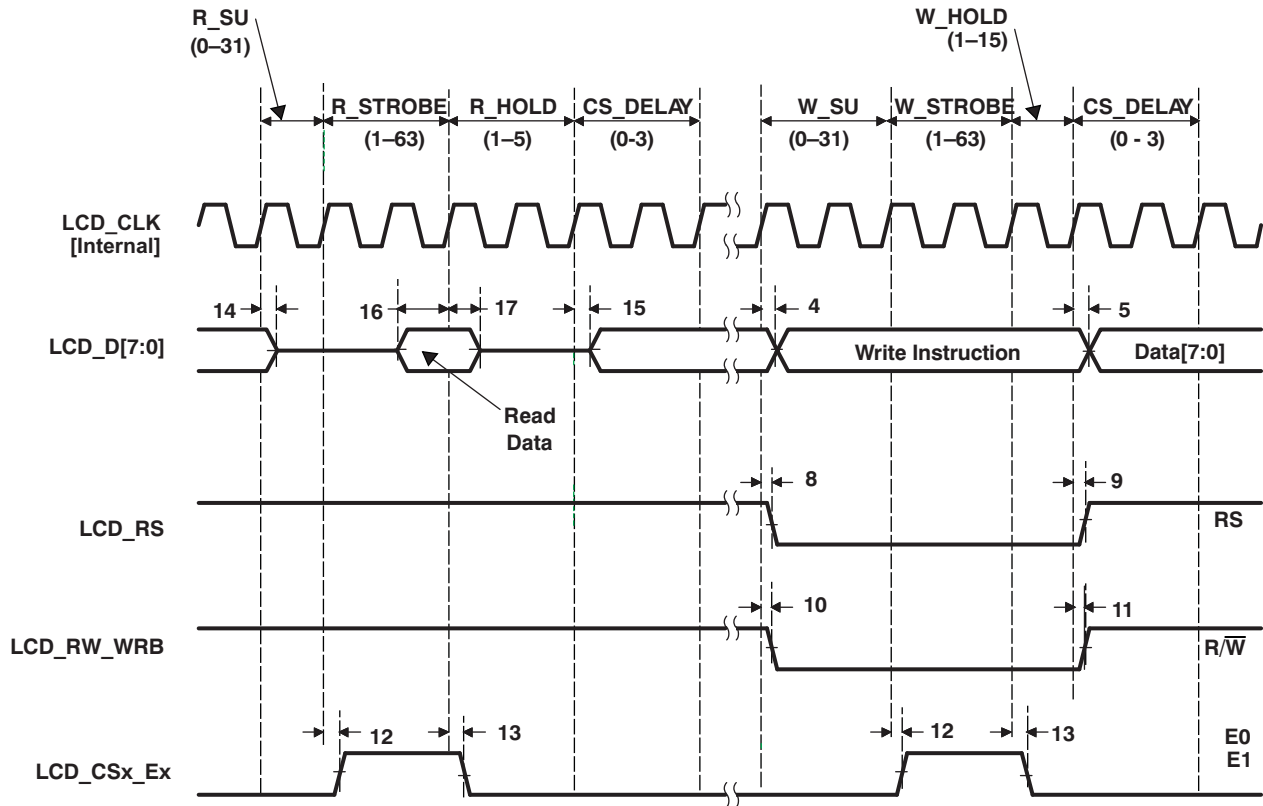 R_SU
(0–31)
W_HOLD
(1–15)
R_STROBE R_HOLD CS_DELAY W_SU W_STROBE CS_DELAY
(1–63) (1–5) (0-3) (0–31) (1–63) (0 - 3)
LCD_CLK
[Internal]
14 16 17 15 4 5
LCD_D[7:0] Write Instruction Data[7:0]
Read
Data
8 9
LCD_RS RS
10 11
LCD_RW_WRB R/W̅
12 13 12 13
LCD_CSx_Ex
E0
E1